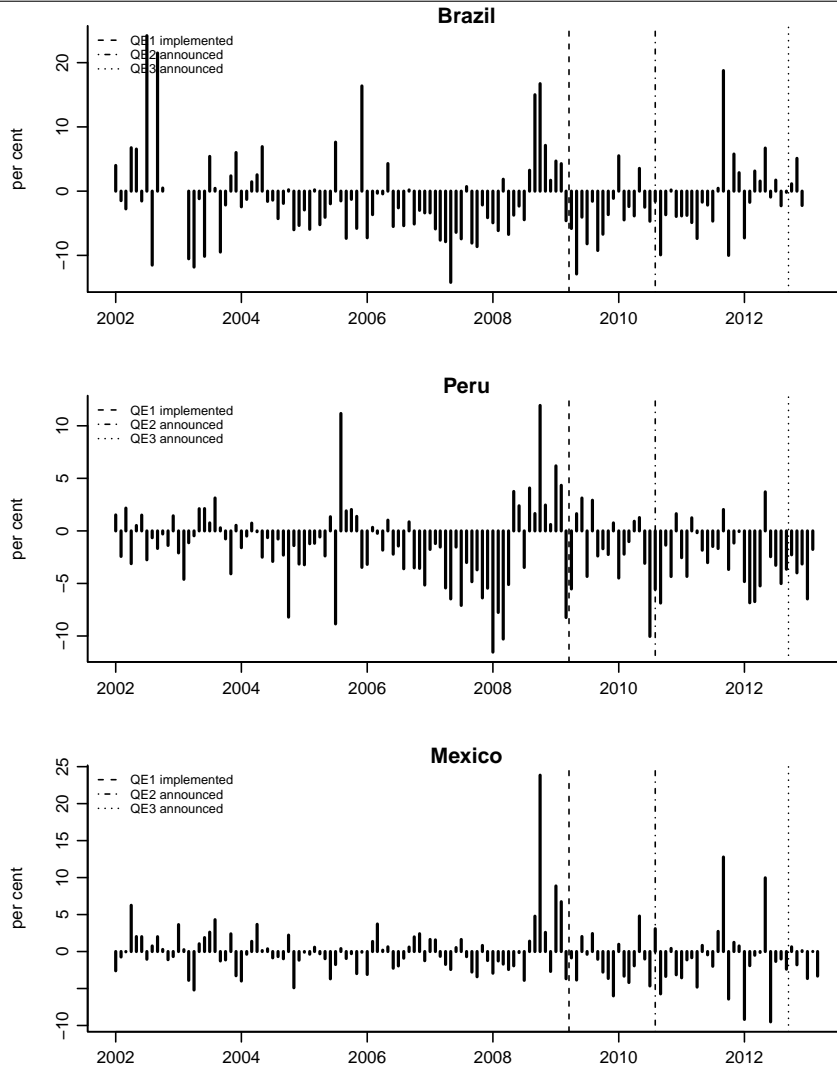 Brazil
QE1 implemented
QE2 announced
QE3 announced
per cent
20
10
0
−10
2002 2004 2006 2008 2010 2012
Peru
QE1 implemented
QE2 announced
QE3 announced
per cent
10
5
0
−5
−10
2002 2004 2006 2008 2010 2012
Mexico
QE1 implemented
QE2 announced
QE3 announced
per cent
25
20
15
10
5
0
−10
2002 2004 2006 2008 2010 2012